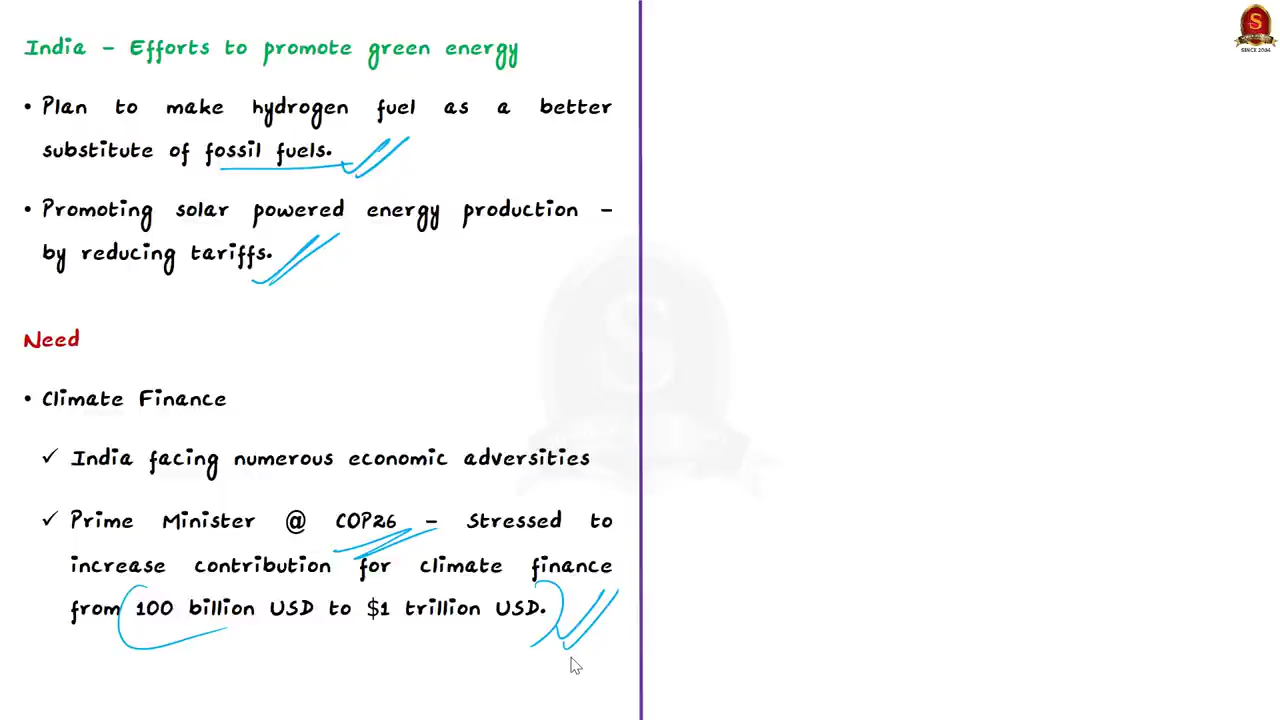 India - Efforts to promote green energy
• Plan to make hydrogen fuel as a better
substitute of fossil fuels.
• Promoting solar powered energy production -
by reducing tariffs.
Need
• Climate Finance
✓ India facing numerous economic adversities
✓ Prime Minister @ COP26 - Stressed to
increase contribution for climate finance
from 100 billion USD to $1 trillion USD.
S
SINCE 2004